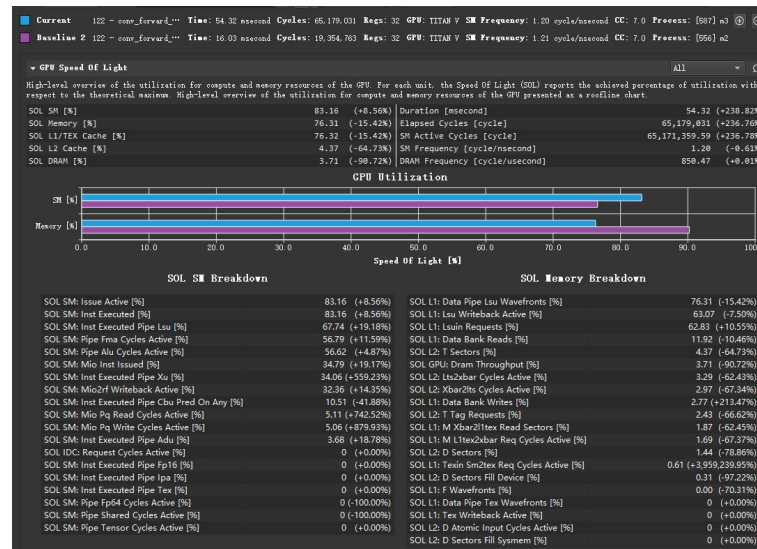 Current 122 - conv_forward_··· Time: 54.32 msecond Cycles: 65,179,031 Regs: 32 GPU: TITAN V SM Frequency: 1.20 cycle/nsecond CC: 7.0 Process: [587] m3
Baseline 2 122 - conv_forward_··· Time: 16.03 msecond Cycles: 19,354,763 Regs: 32 GPU: TITAN V SM Frequency: 1.21 cycle/nsecond CC: 7.0 Process: [556] m2
GPU Speed Of Light All
High-level overview of the utilization for compute and memory resources of the GPU. For each unit, the Speed Of Light (SOL) reports the achieved percentage of utilization with
respect to the theoretical maximum. High-level overview of the utilization for compute and memory resources of the GPU presented as a roofline chart.
SOL SM [%] 83.16 (+8.56%) Duration [msecond] 54.32 (+238.82%
SOL Memory [%] 76.31 (-15.42%) Elapsed Cycles [cycle] 65,179,031 (+236.76%
SOL L1/TEX Cache [%] 76.32 (-15.42%) SM Active Cycles [cycle] 65,171,359.59 (+236.78%
SOL L2 Cache [%] 4.37 (-64.73%) SM Frequency [cycle/nsecond] 1.20 (-0.61%
SOL DRAM [%] 3.71 (-90.72%) DRAM Frequency [cycle/usecond] 850.47 (+0.01%
GPU Utilization
SM [%]
Memory [%]
0.0 10.0 20.0 30.0 40.0 50.0 60.0 70.0 80.0 90.0 100
Speed Of Light [%]
SOL SM Breakdown SOL Memory Breakdown
SOL SM: Issue Active [%] 83.16 (+8.56%) SOL L1: Data Pipe Lsu Wavefronts [%] 76.31 (-15.42%)
SOL SM: Inst Executed [%] 83.16 (+8.56%) SOL L1: Lsu Writeback Active [%] 63.07 (-7.50%)
SOL SM: Inst Executed Pipe Lsu [%] 67.74 (+19.18%) SOL L1: Lsuin Requests [%] 62.83 (+10.55%)
SOL SM: Pipe Fma Cycles Active [%] 56.79 (+11.59%) SOL L1: Data Bank Reads [%] 11.92 (-10.46%)
SOL SM: Pipe Alu Cycles Active [%] 56.62 (+4.87%) SOL L2: T Sectors [%] 4.37 (-64.73%)
SOL SM: Mio Inst Issued [%] 34.79 (+19.17%) SOL GPU: Dram Throughput [%] 3.71 (-90.72%)
SOL SM: Inst Executed Pipe Xu [%] 34.06 (+559.23%) SOL L2: Lts2xbar Cycles Active [%] 3.29 (-62.43%)
SOL SM: Mio2rf Writeback Active [%] 32.36 (+14.35%) SOL L2: Xbar2lts Cycles Active [%] 2.97 (-67.34%)
SOL SM: Inst Executed Pipe Cbu Pred On Any [%] 10.51 (-41.88%) SOL L1: Data Bank Writes [%] 2.77 (+213.47%)
SOL SM: Mio Pq Read Cycles Active [%] 5.11 (+742.52%) SOL L2: T Tag Requests [%] 2.43 (-66.62%)
SOL SM: Mio Pq Write Cycles Active [%] 5.06 (+879.93%) SOL L1: M Xbar2l1tex Read Sectors [%] 1.87 (-62.45%)
SOL SM: Inst Executed Pipe Adu [%] 3.68 (+18.78%) SOL L1: M L1tex2xbar Req Cycles Active [%] 1.69 (-67.37%)
SOL IDC: Request Cycles Active [%] 0 (+0.00%) SOL L2: D Sectors [%] 1.44 (-78.86%)
SOL SM: Inst Executed Pipe Fp16 [%] 0 (+0.00%) SOL L1: Texin Sm2tex Req Cycles Active [%] 0.61 (+3,959,239.95%)
SOL SM: Inst Executed Pipe Ipa [%] 0 (+0.00%) SOL L2: D Sectors Fill Device [%] 0.31 (-97.22%)
SOL SM: Inst Executed Pipe Tex [%] 0 (+0.00%) SOL L1: F Wavefronts [%] 0.00 (-70.31%)
SOL SM: Pipe Fp64 Cycles Active [%] 0 (-100.00%) SOL L1: Data Pipe Tex Wavefronts [%] 0 (+0.00%)
SOL SM: Pipe Shared Cycles Active [%] 0 (-100.00%) SOL L1: Tex Writeback Active [%] 0 (+0.00%)
SOL SM: Pipe Tensor Cycles Active [%] 0 (+0.00%) SOL L2: D Atomic Input Cycles Active [%] 0 (+0.00%)
SOL L2: D Sectors Fill Sysmem [%] 0 (+0.00%)